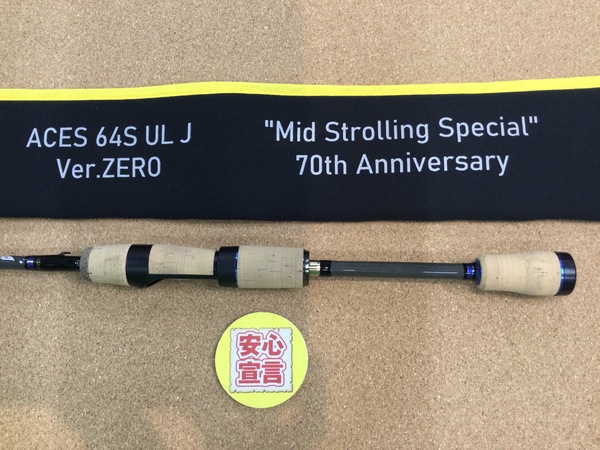 ACES 64S UL J
Ver.ZERO
"Mid Strolling Special"
70th Anniversary
安心
宣言